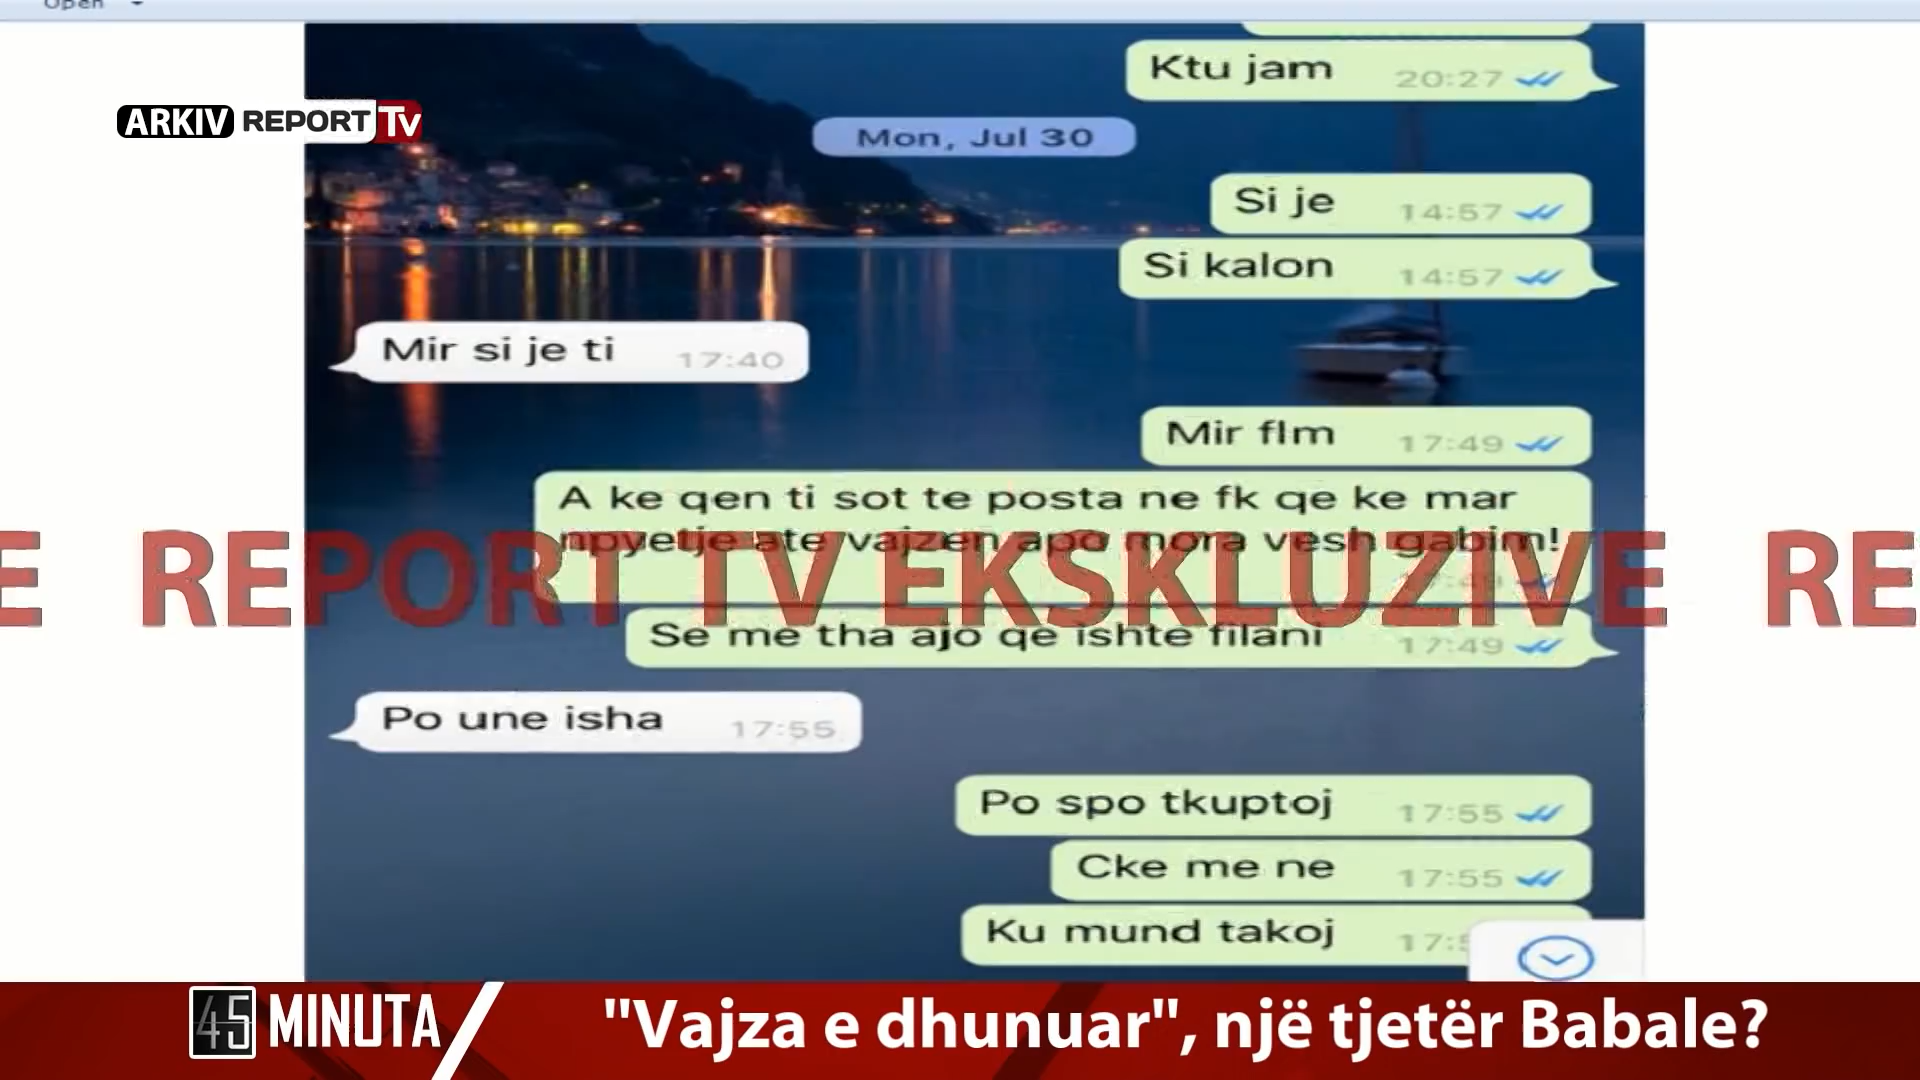 Open
Ktu jam 20:27
ARKIV REPORT Tv
Mon, Jul 30
Si je 14:57
Si kalon 14:57
Mir si je ti 17:40
Mir flm 17:49
A ke qen ti sot te posta ne fk qe ke mar
npyetje ate vajzen apo mora vesh gabim!
17:49
E REPORT TV EKSKLUZIVE RE
Se me tha ajo qe ishte filani 17:49
Po une isha 17:55
Po spo tkuptoj 17:55
Cke me ne 17:55
Ku mund takoj
45 MINUTA
"Vajza e dhunuar", një tjetër Babale?